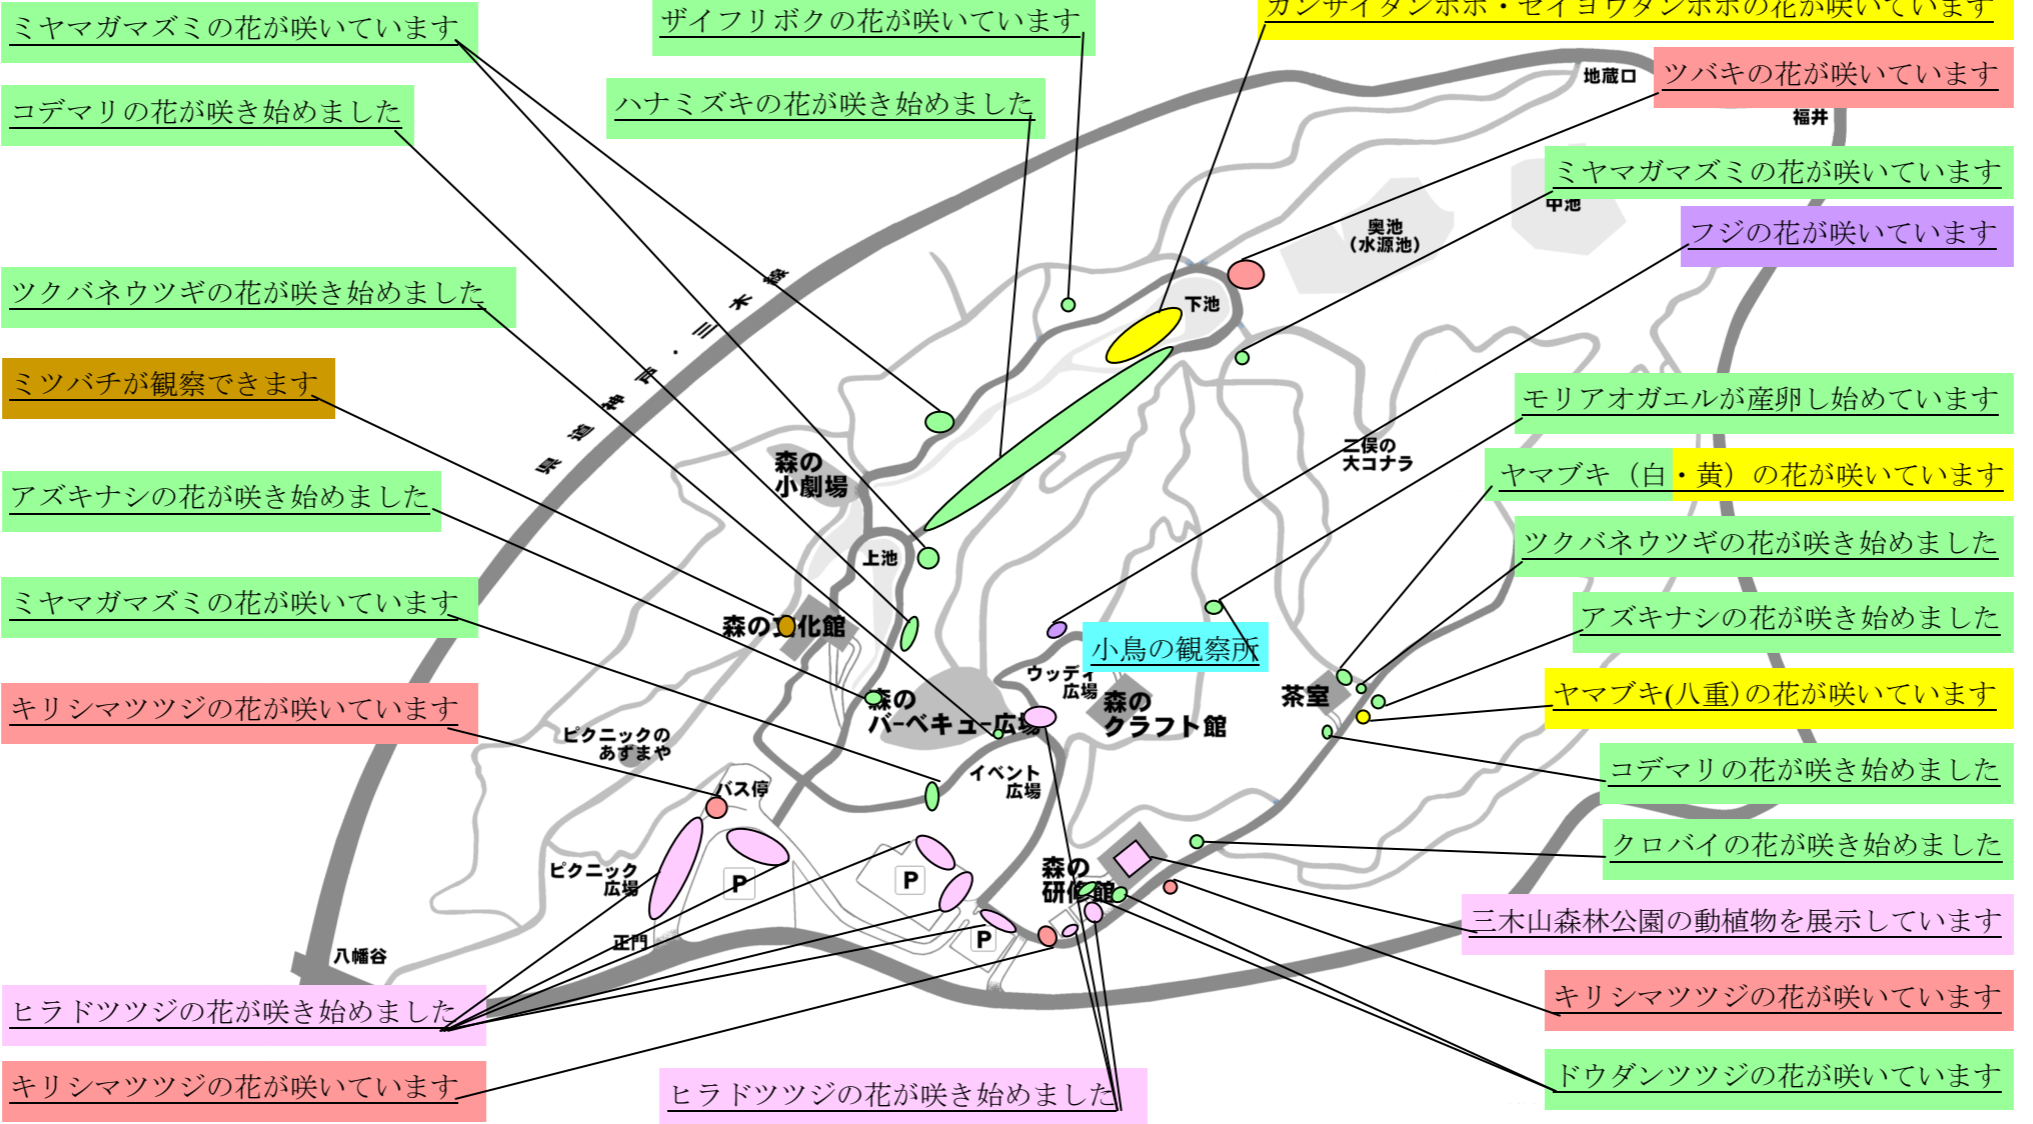 ミヤマガマズミの花が咲いています
ザイフリボクの花が咲いています
カンサイタンポポ・セイヨウタンポポの花が咲いています
コデマリの花が咲き始めました
ハナミズキの花が咲き始めました
地蔵口
ツバキの花が咲いています
福井
ミヤマガマズミの花が咲いています
中池
奥池
(水源池)
フジの花が咲いています
ツクバネウツギの花が咲き始めました
県道神戸・三木線
下池
ミツバチが観察できます
モリアオガエルが産卵し始めています
二俣の
大コナラ
森の
小劇場
ヤマブキ（白・黄）の花が咲いています
アズキナシの花が咲き始めました
上池
ツクバネウツギの花が咲き始めました
ミヤマガマズミの花が咲いています
森の文化館
小鳥の観察所
アズキナシの花が咲き始めました
ウッディ
広場
森の
クラフト館
茶室
ヤマブキ(八重)の花が咲いています
キリシマツツジの花が咲いています
森の
バーベキュー広場
ピクニックの
あずまや
イベント
広場
コデマリの花が咲き始めました
バス停
クロバイの花が咲き始めました
ピクニック
広場
P
P
森の
研修館
三木山森林公園の動植物を展示しています
正門
P
八幡谷
キリシマツツジの花が咲いています
ヒラドツツジの花が咲き始めました
キリシマツツジの花が咲いています
ヒラドツツジの花が咲き始めました
ドウダンツツジの花が咲いています